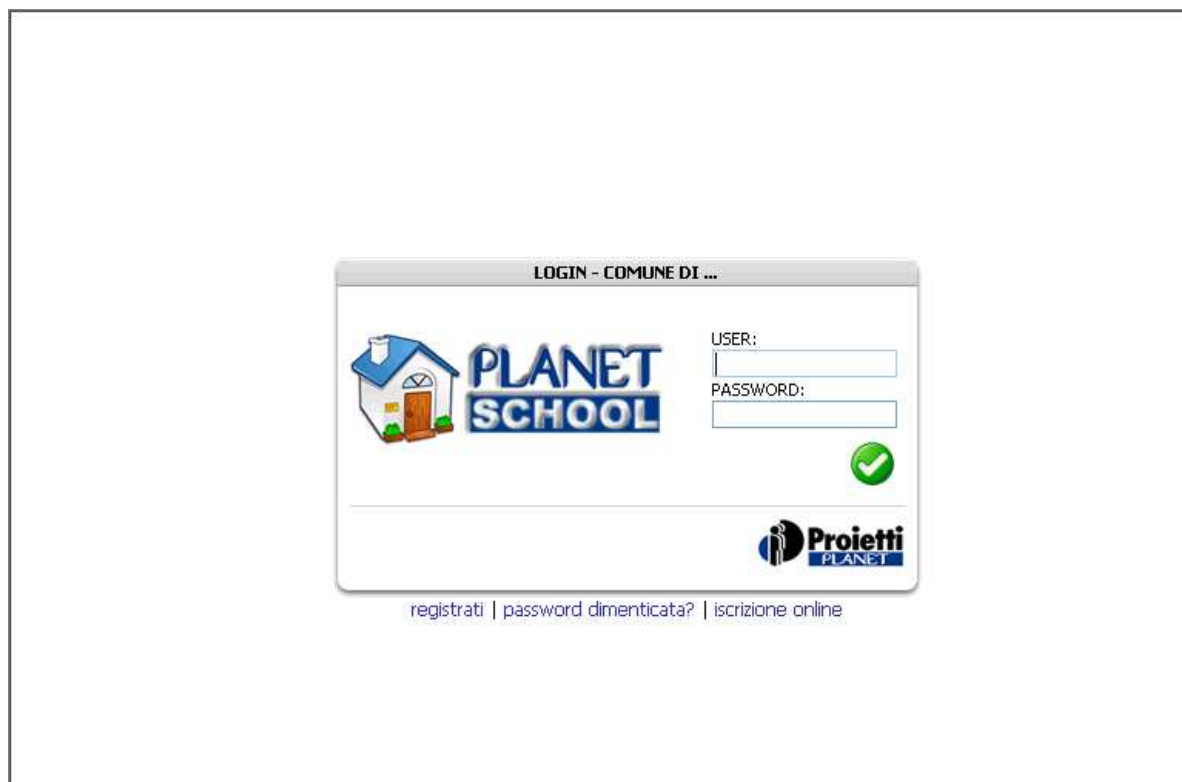 LOGIN - COMUNE DI ...
PLANET
SCHOOL
USER:
PASSWORD:
Proietti
PLANET
registrati | password dimenticata? | iscrizione online